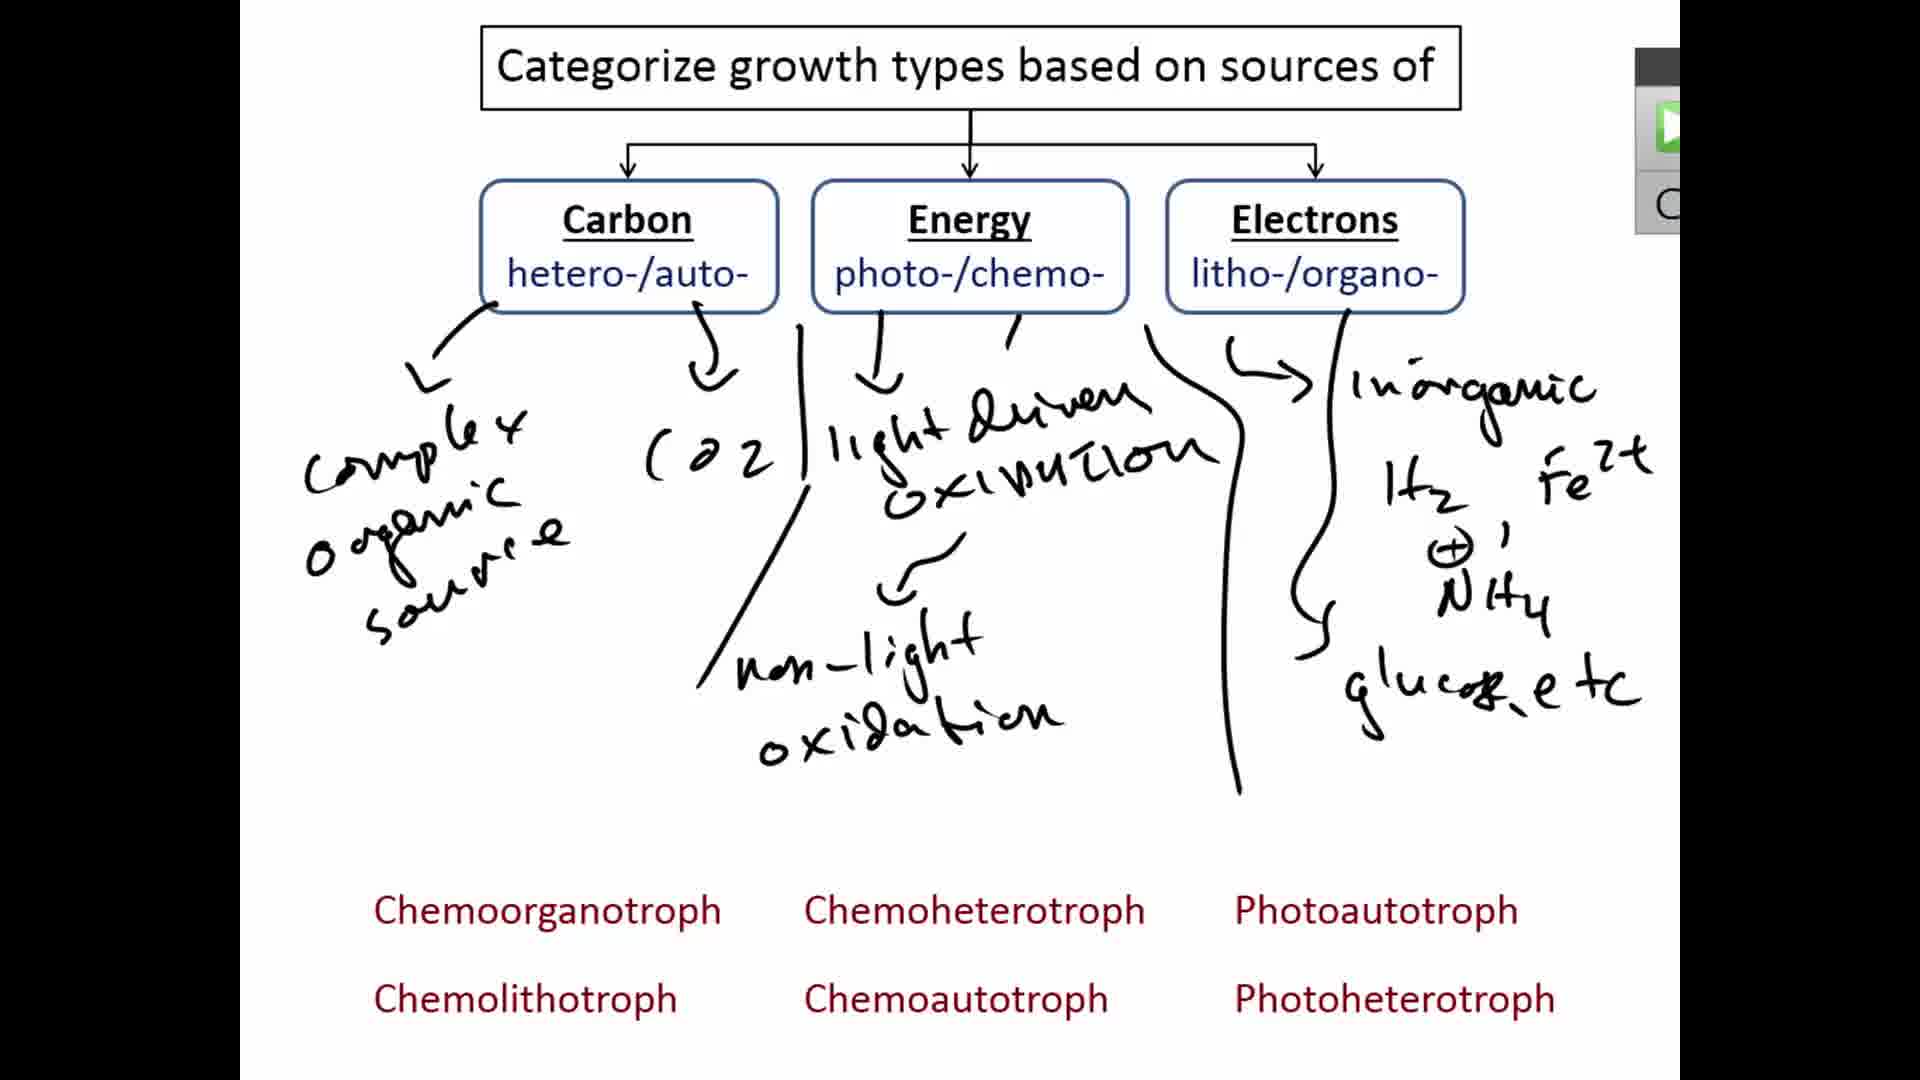 Categorize growth types based on sources of
Carbon
hetero-/auto-
Energy
photo-/chemo-
Electrons
litho-/organo-
complex
organic
source
CO2
light driven
oxidation
non-light
oxidation
inorganic
H2 Fe2+
NH4
+
glucose, etc
Chemoorganotroph Chemoheterotroph Photoautotroph
Chemolithotroph Chemoautotroph Photoheterotroph